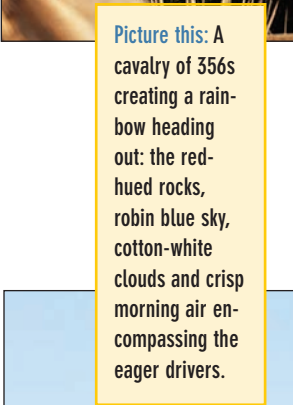 Picture this: A
cavalry of 356s
creating a rain-
bow heading
out: the red-
hued rocks,
robin blue sky,
cotton-white
clouds and crisp
morning air en-
compassing the
eager drivers.